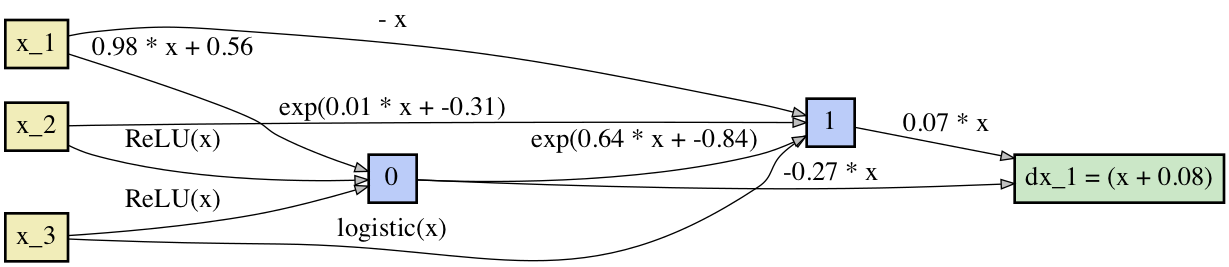 - x
x_1
0.98 * x + 0.56
exp(0.01 * x + -0.31)
x_2
ReLU(x)
1
0.07 * x
exp(0.64 * x + -0.84)
0
-0.27 * x
dx_1 = (x + 0.08)
ReLU(x)
x_3
logistic(x)